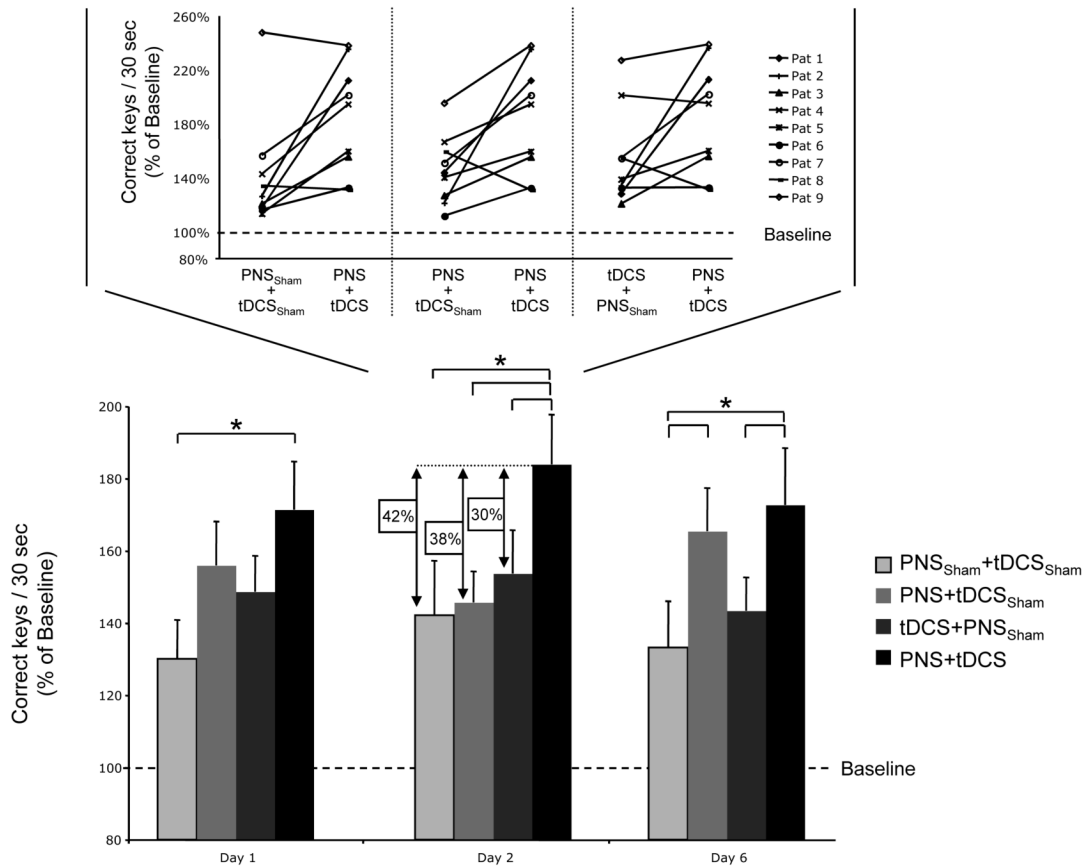 Correct keys / 30 sec
(% of Baseline)
260%
220%
180%
140%
100%
80%
Pat 1
Pat 2
Pat 3
Pat 4
Pat 5
Pat 6
Pat 7
Pat 8
Pat 9
Baseline
PNSSham
+
tDCSSham
PNS
+
tDCS
PNS
+
tDCSSham
PNS
+
tDCS
tDCS
+
PNSSham
PNS
+
tDCS
Correct keys / 30 sec
(% of Baseline)
200
180
160
140
120
100
80
*
*
*
42%
38%
30%
Baseline
Day 1
Day 2
Day 6
PNSSham+tDCSSham
PNS+tDCSSham
tDCS+PNSSham
PNS+tDCS